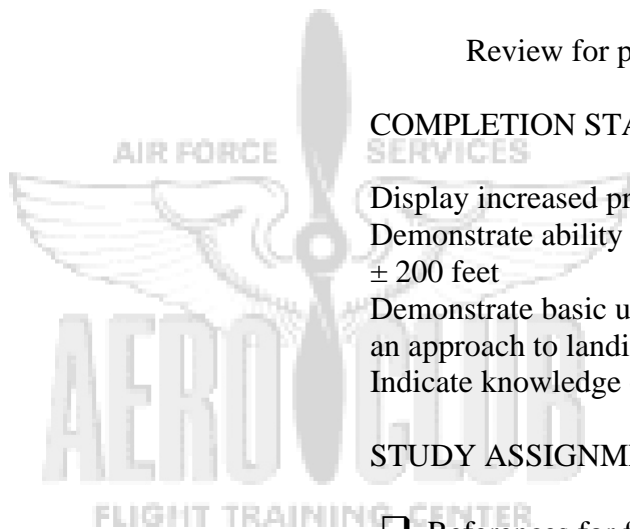 Review for p
COMPLETION STA
AIR FORCE SERVICES
Display increased pr
Demonstrate ability
± 200 feet
Demonstrate basic u
an approach to landi
Indicate knowledge
AERO CLUB
STUDY ASSIGNM
FLIGHT TRAINING CENTER
References for